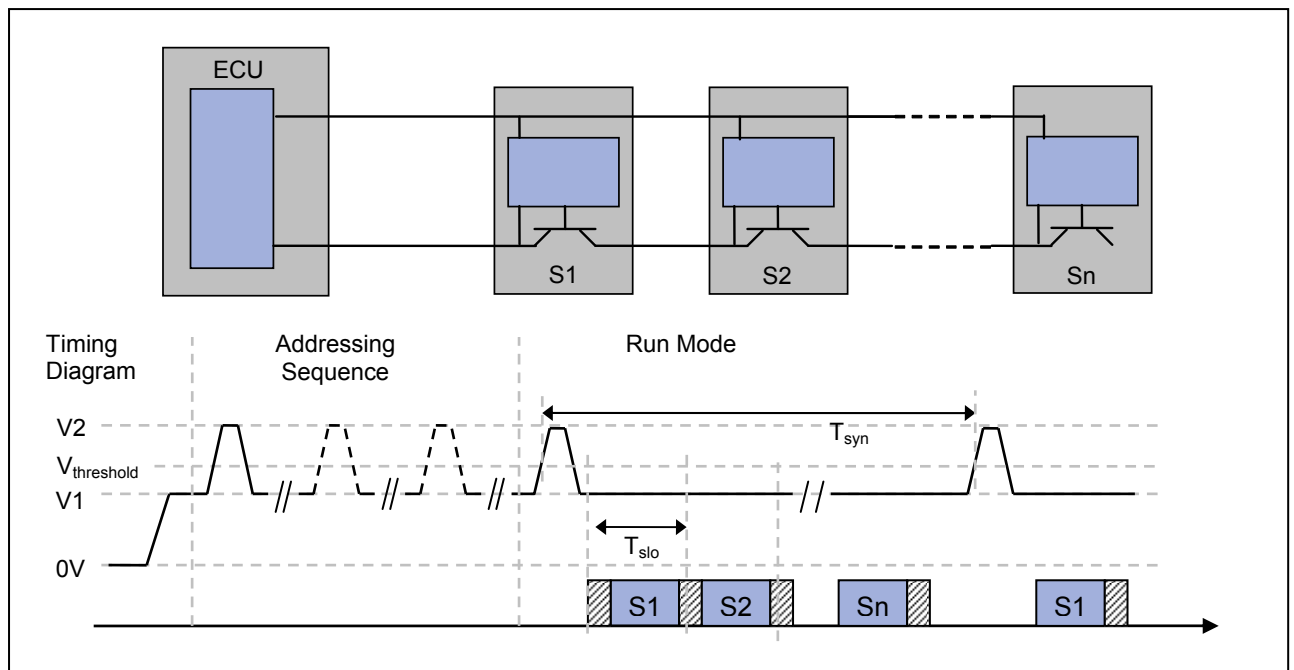 ECU
S1
S2
Sn
Timing
Diagram
Addressing
Sequence
Run Mode
V2
Tsyn
Vthreshold
V1
Tslo
0V
S1
S2
Sn
S1